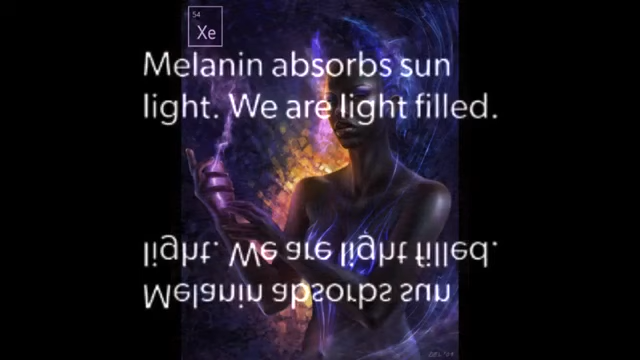 54
Xe
Melanin absorbs sun
light. We are light filled.
light. We are light filled.
Melanin absorbs sun